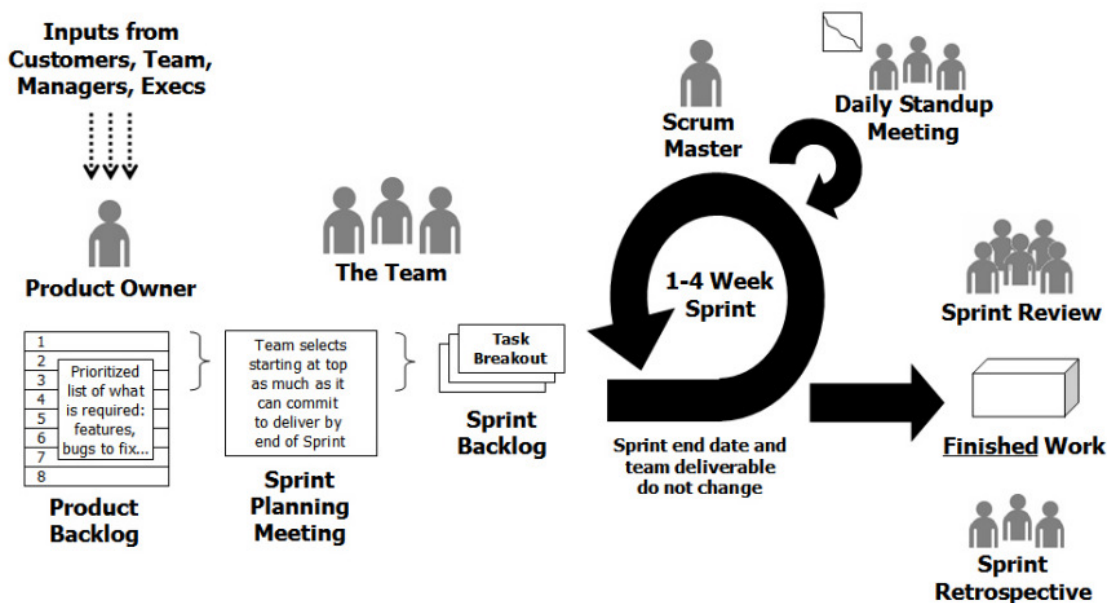 Inputs from
Customers, Team,
Managers, Execs
Product Owner
The Team
Scrum
Master
Daily Standup
Meeting
1-4 Week
Sprint
Sprint Review
1
2
3
4
5
6
7
8
Prioritized
list of what
is required:
features,
bugs to fix...
Product
Backlog
Team selects
starting at top
as much as it
can commit
to deliver by
end of Sprint
Sprint
Planning
Meeting
Task
Breakout
Sprint
Backlog
Sprint end date and
team deliverable
do not change
Finished Work
Sprint
Retrospective